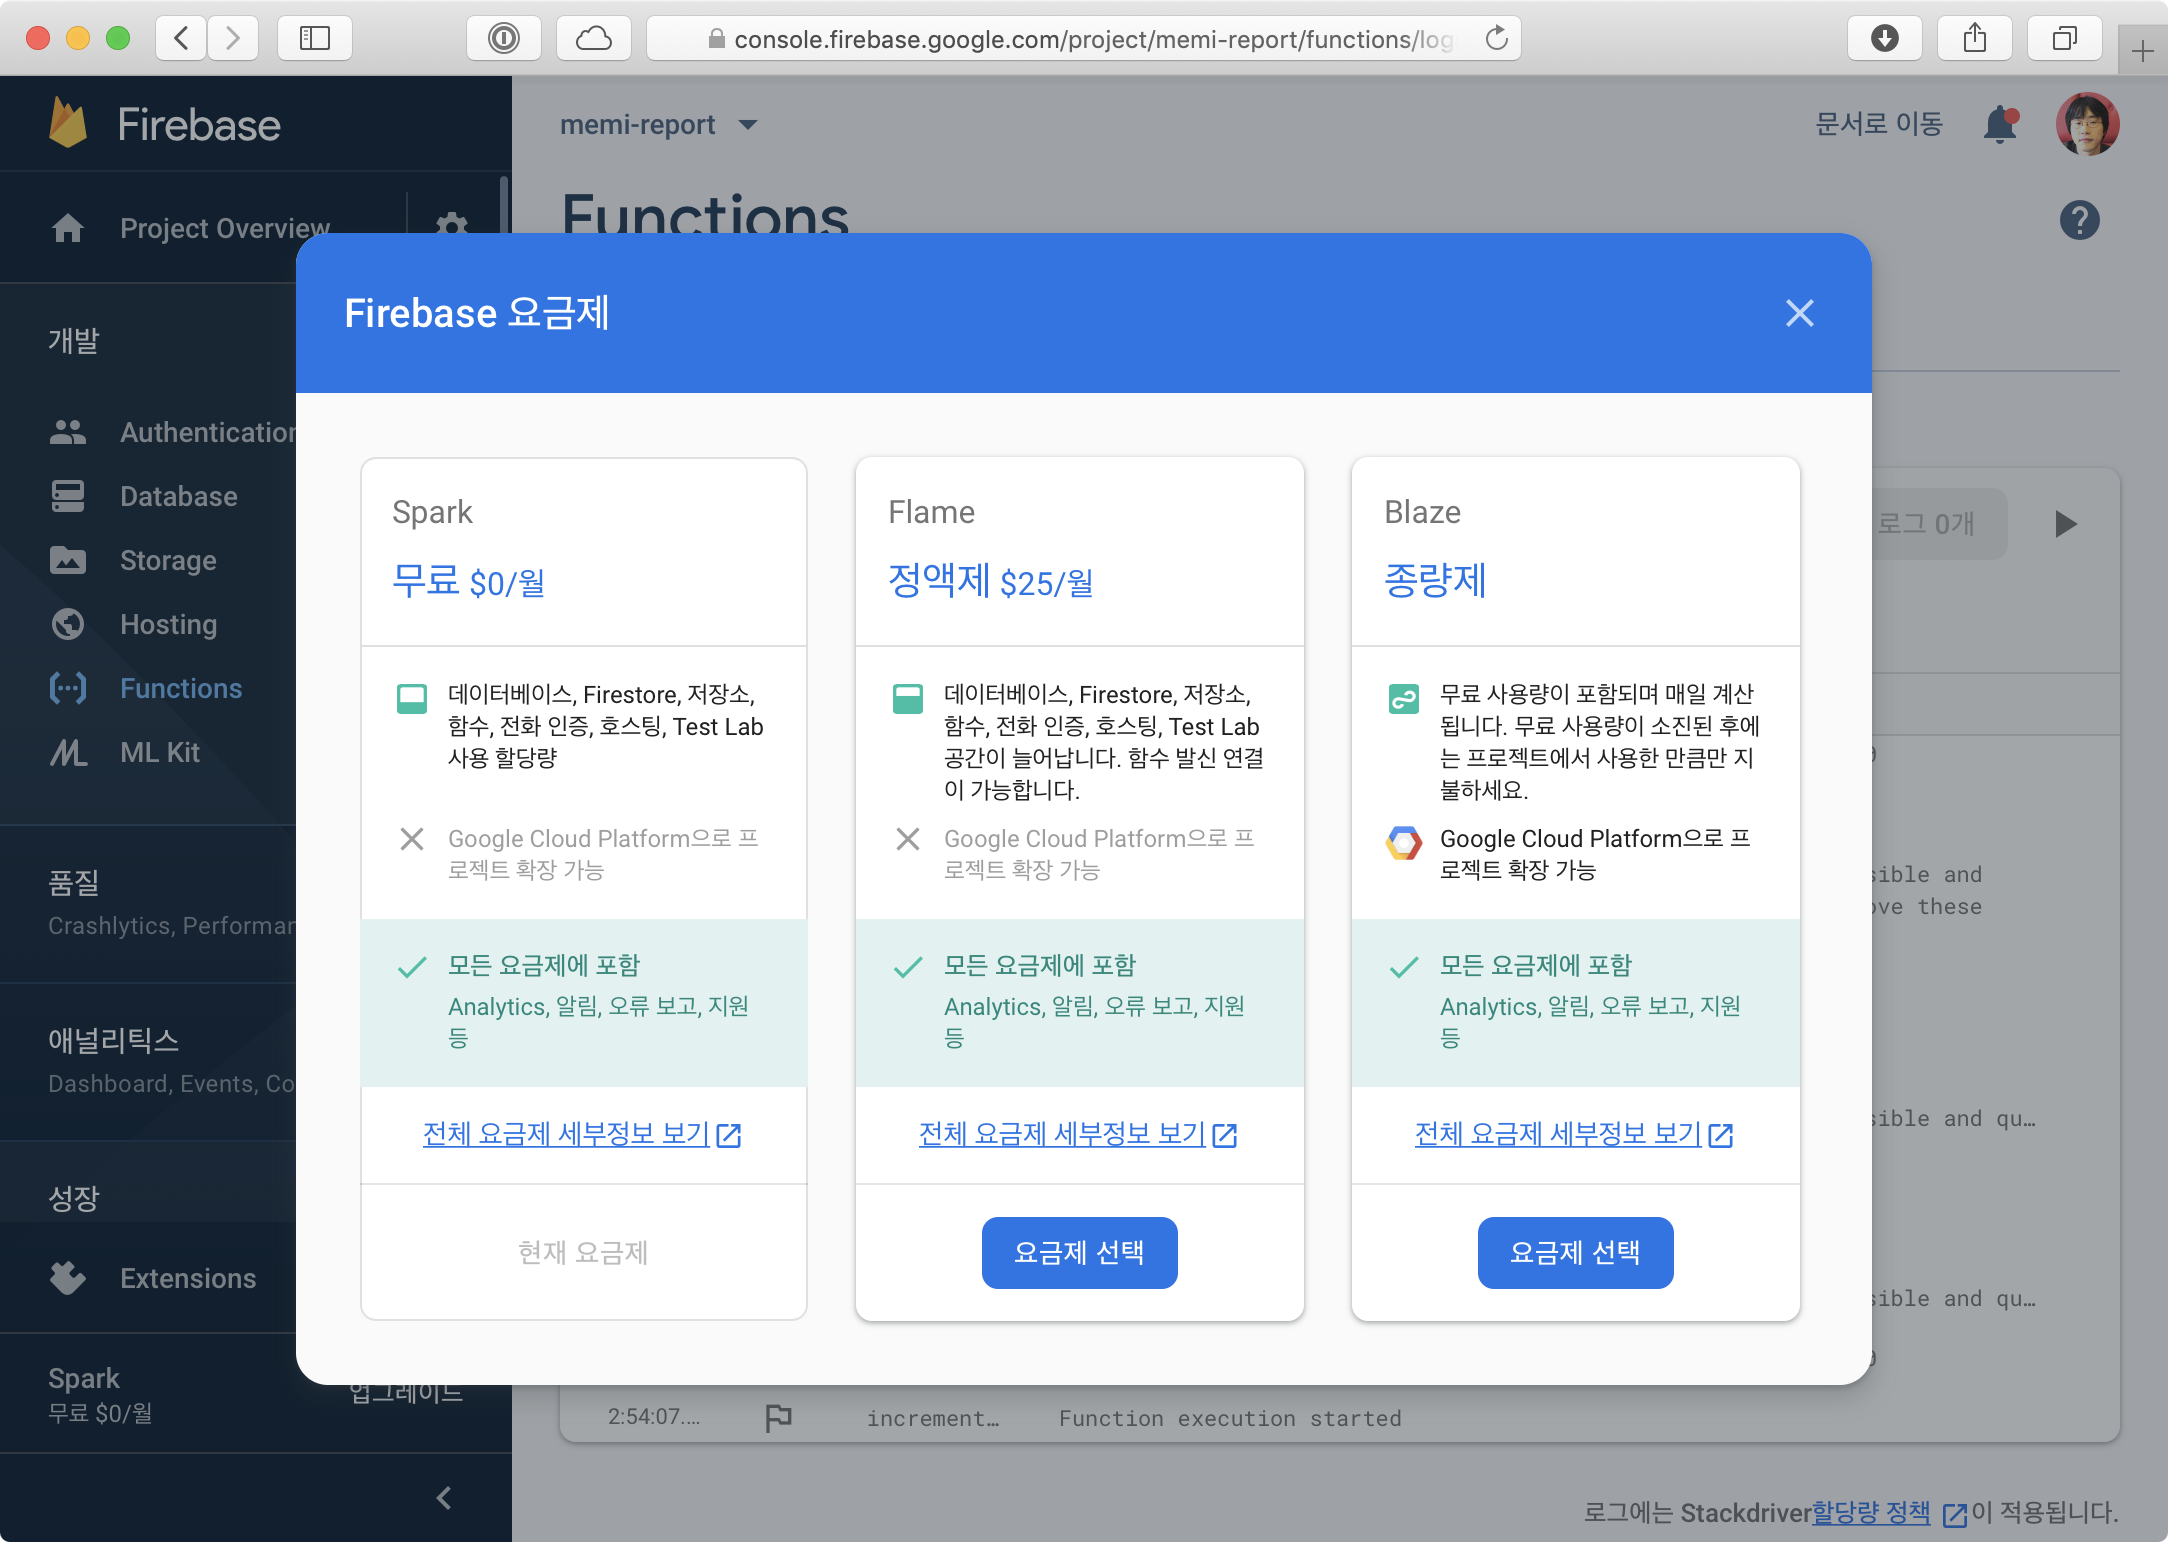 console.firebase.google.com/project/memi-report/functions/log
Firebase
memi-report
문서로 이동
Project Overview
Functions
개발
Authentication
Database
Storage
Hosting
Functions
ML Kit
품질
Crashlytics, Performan
애널리틱스
Dashboard, Events, Co
성장
Extensions
Spark
무료 $0/월
업그레이드
Firebase 요금제
Spark
무료 $0/월
데이터베이스, Firestore, 저장소,
함수, 전화 인증, 호스팅, Test Lab
사용 할당량
Google Cloud Platform으로 프
로젝트 확장 가능
모든 요금제에 포함
Analytics, 알림, 오류 보고, 지원
등
전체 요금제 세부정보 보기
현재 요금제
Flame
정액제 $25/월
데이터베이스, Firestore, 저장소,
함수, 전화 인증, 호스팅, Test Lab
공간이 늘어납니다. 함수 발신 연결
이 가능합니다.
Google Cloud Platform으로 프
로젝트 확장 가능
모든 요금제에 포함
Analytics, 알림, 오류 보고, 지원
등
전체 요금제 세부정보 보기
요금제 선택
Blaze
종량제
무료 사용량이 포함되며 매일 계산
됩니다. 무료 사용량이 소진된 후에
는 프로젝트에서 사용한 만큼만 지
불하세요.
Google Cloud Platform으로 프
로젝트 확장 가능
모든 요금제에 포함
Analytics, 알림, 오류 보고, 지원
등
전체 요금제 세부정보 보기
요금제 선택
로그 0개
sible and
ove these
sible and qu…
sible and qu…
2:54:07.…
increment…
Function execution started
로그에는 Stackdriver할당량 정책 이 적용됩니다.